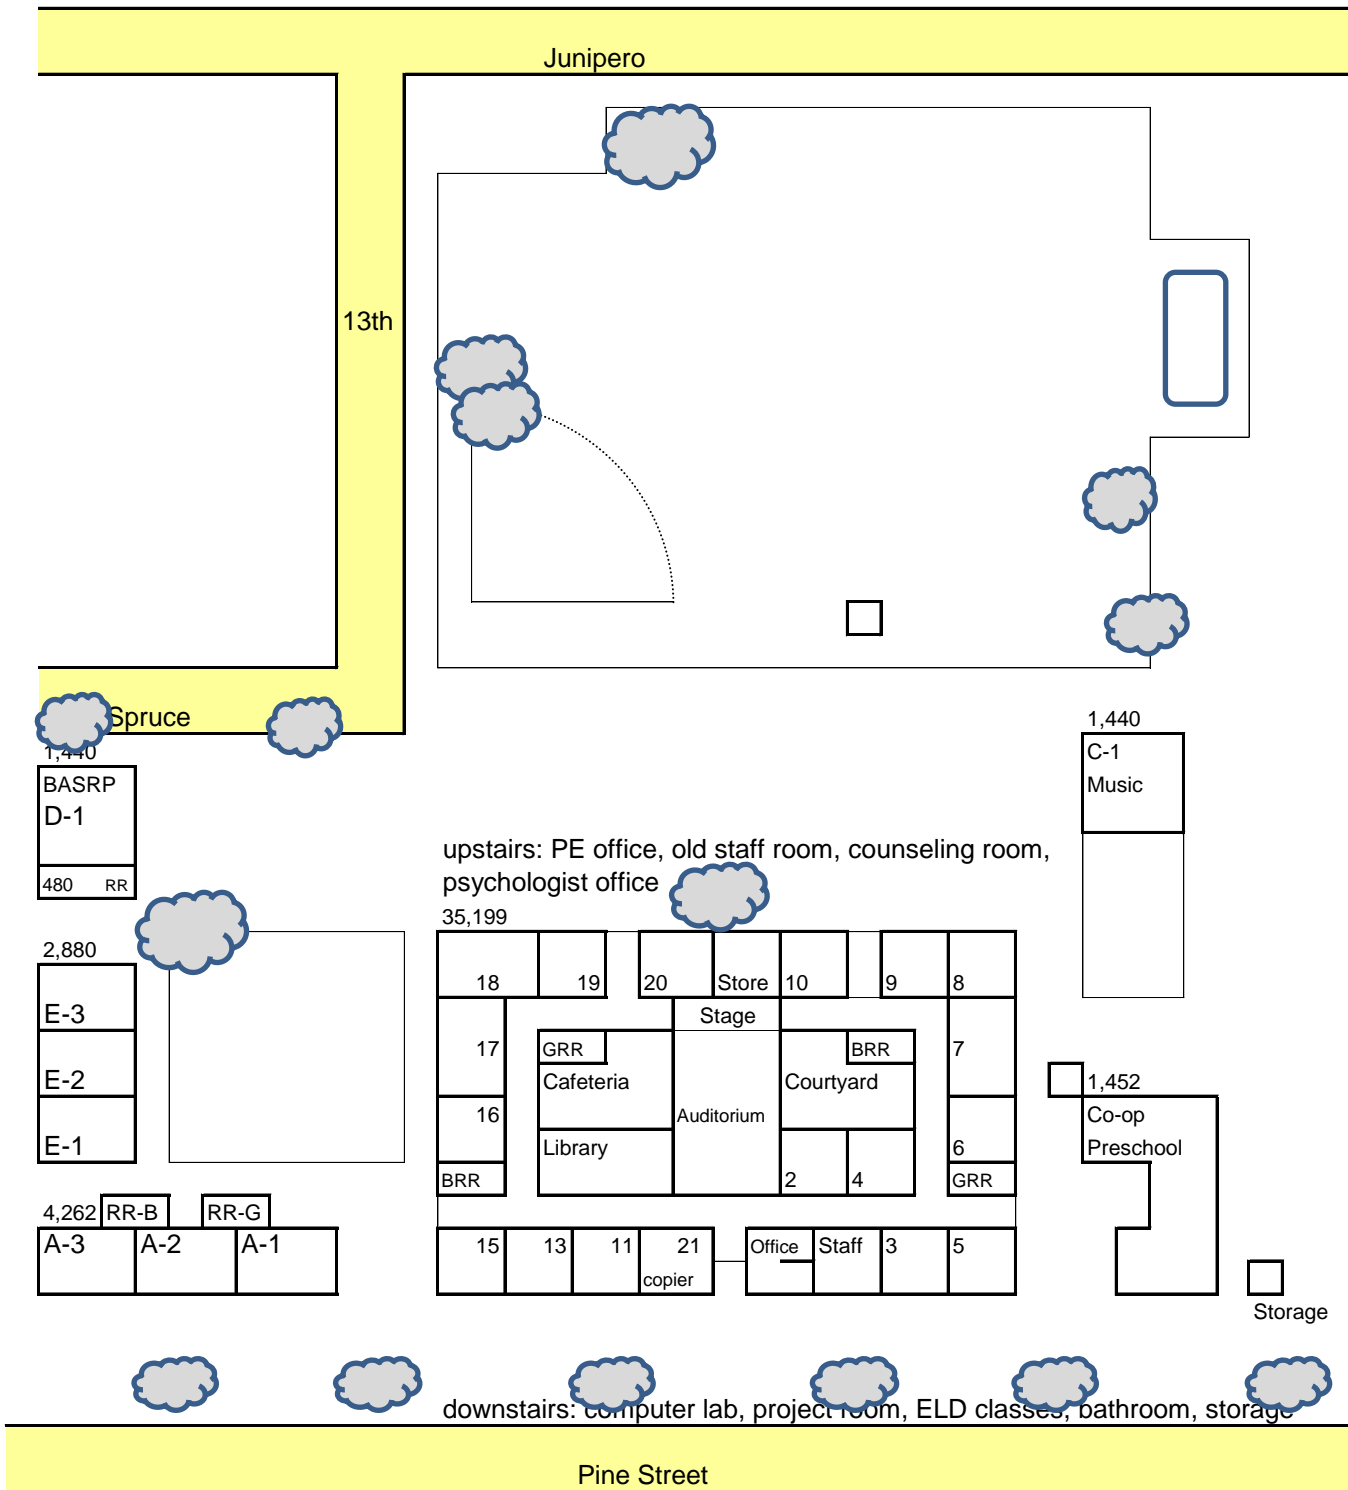 Junipero
13th
Spruce
1,440
1,440
BASRP
D-1
C-1
Music
480 RR
upstairs: PE office, old staff room, counseling room,
psychologist office
35,199
2,880
18 19 20 Store 10 9 8
E-3
Stage
17 GRR BRR 7
E-2
Cafeteria Courtyard
1,452
16 Auditorium
Co-op
E-1
Library 6
Preschool
BRR 2 4 GRR
4,262 RR-B RR-G
A-3 A-2 A-1
15 13 11 21 Office Staff 3 5
copier
Storage
downstairs: computer lab, project room, ELD classes, bathroom, storage
Pine Street